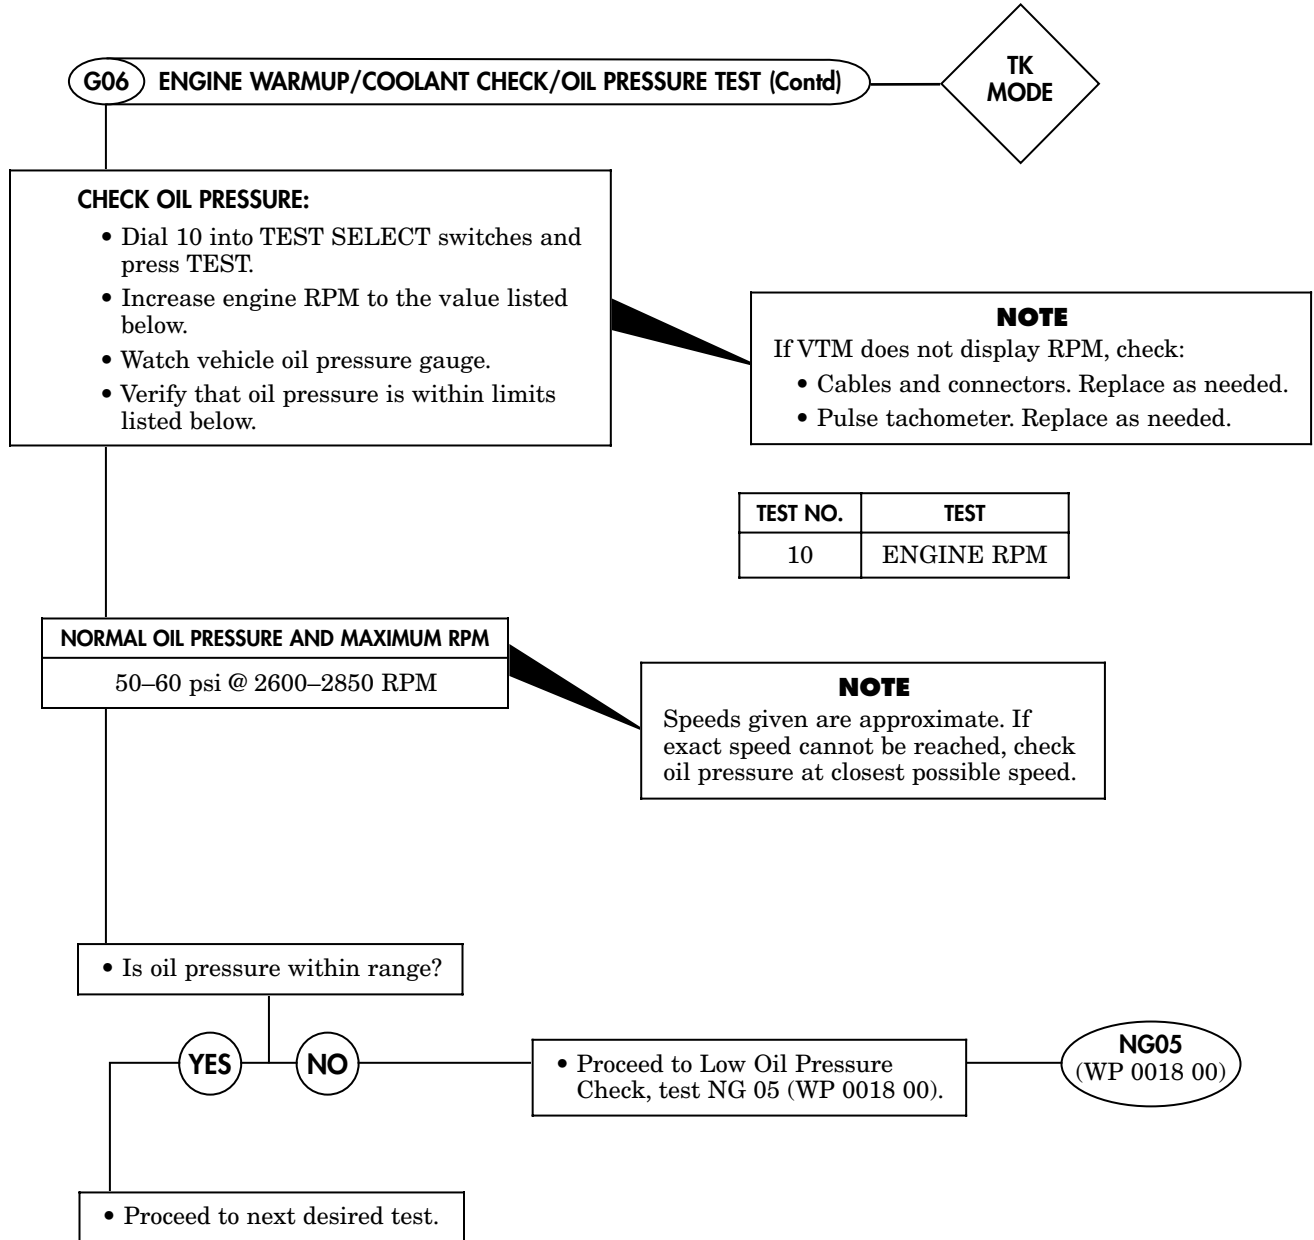 G06 ENGINE WARMUP/COOLANT CHECK/OIL PRESSURE TEST (Contd)
TK
MODE
CHECK OIL PRESSURE:
• Dial 10 into TEST SELECT switches and
press TEST.
• Increase engine RPM to the value listed
below.
• Watch vehicle oil pressure gauge.
• Verify that oil pressure is within limits
listed below.
NOTE
If VTM does not display RPM, check:
• Cables and connectors. Replace as needed.
• Pulse tachometer. Replace as needed.
TEST NO. TEST
10 ENGINE RPM
NORMAL OIL PRESSURE AND MAXIMUM RPM
50–60 psi @ 2600–2850 RPM
NOTE
Speeds given are approximate. If
exact speed cannot be reached, check
oil pressure at closest possible speed.
• Is oil pressure within range?
YES NO
• Proceed to Low Oil Pressure
Check, test NG 05 (WP 0018 00).
NG05
(WP 0018 00)
• Proceed to next desired test.